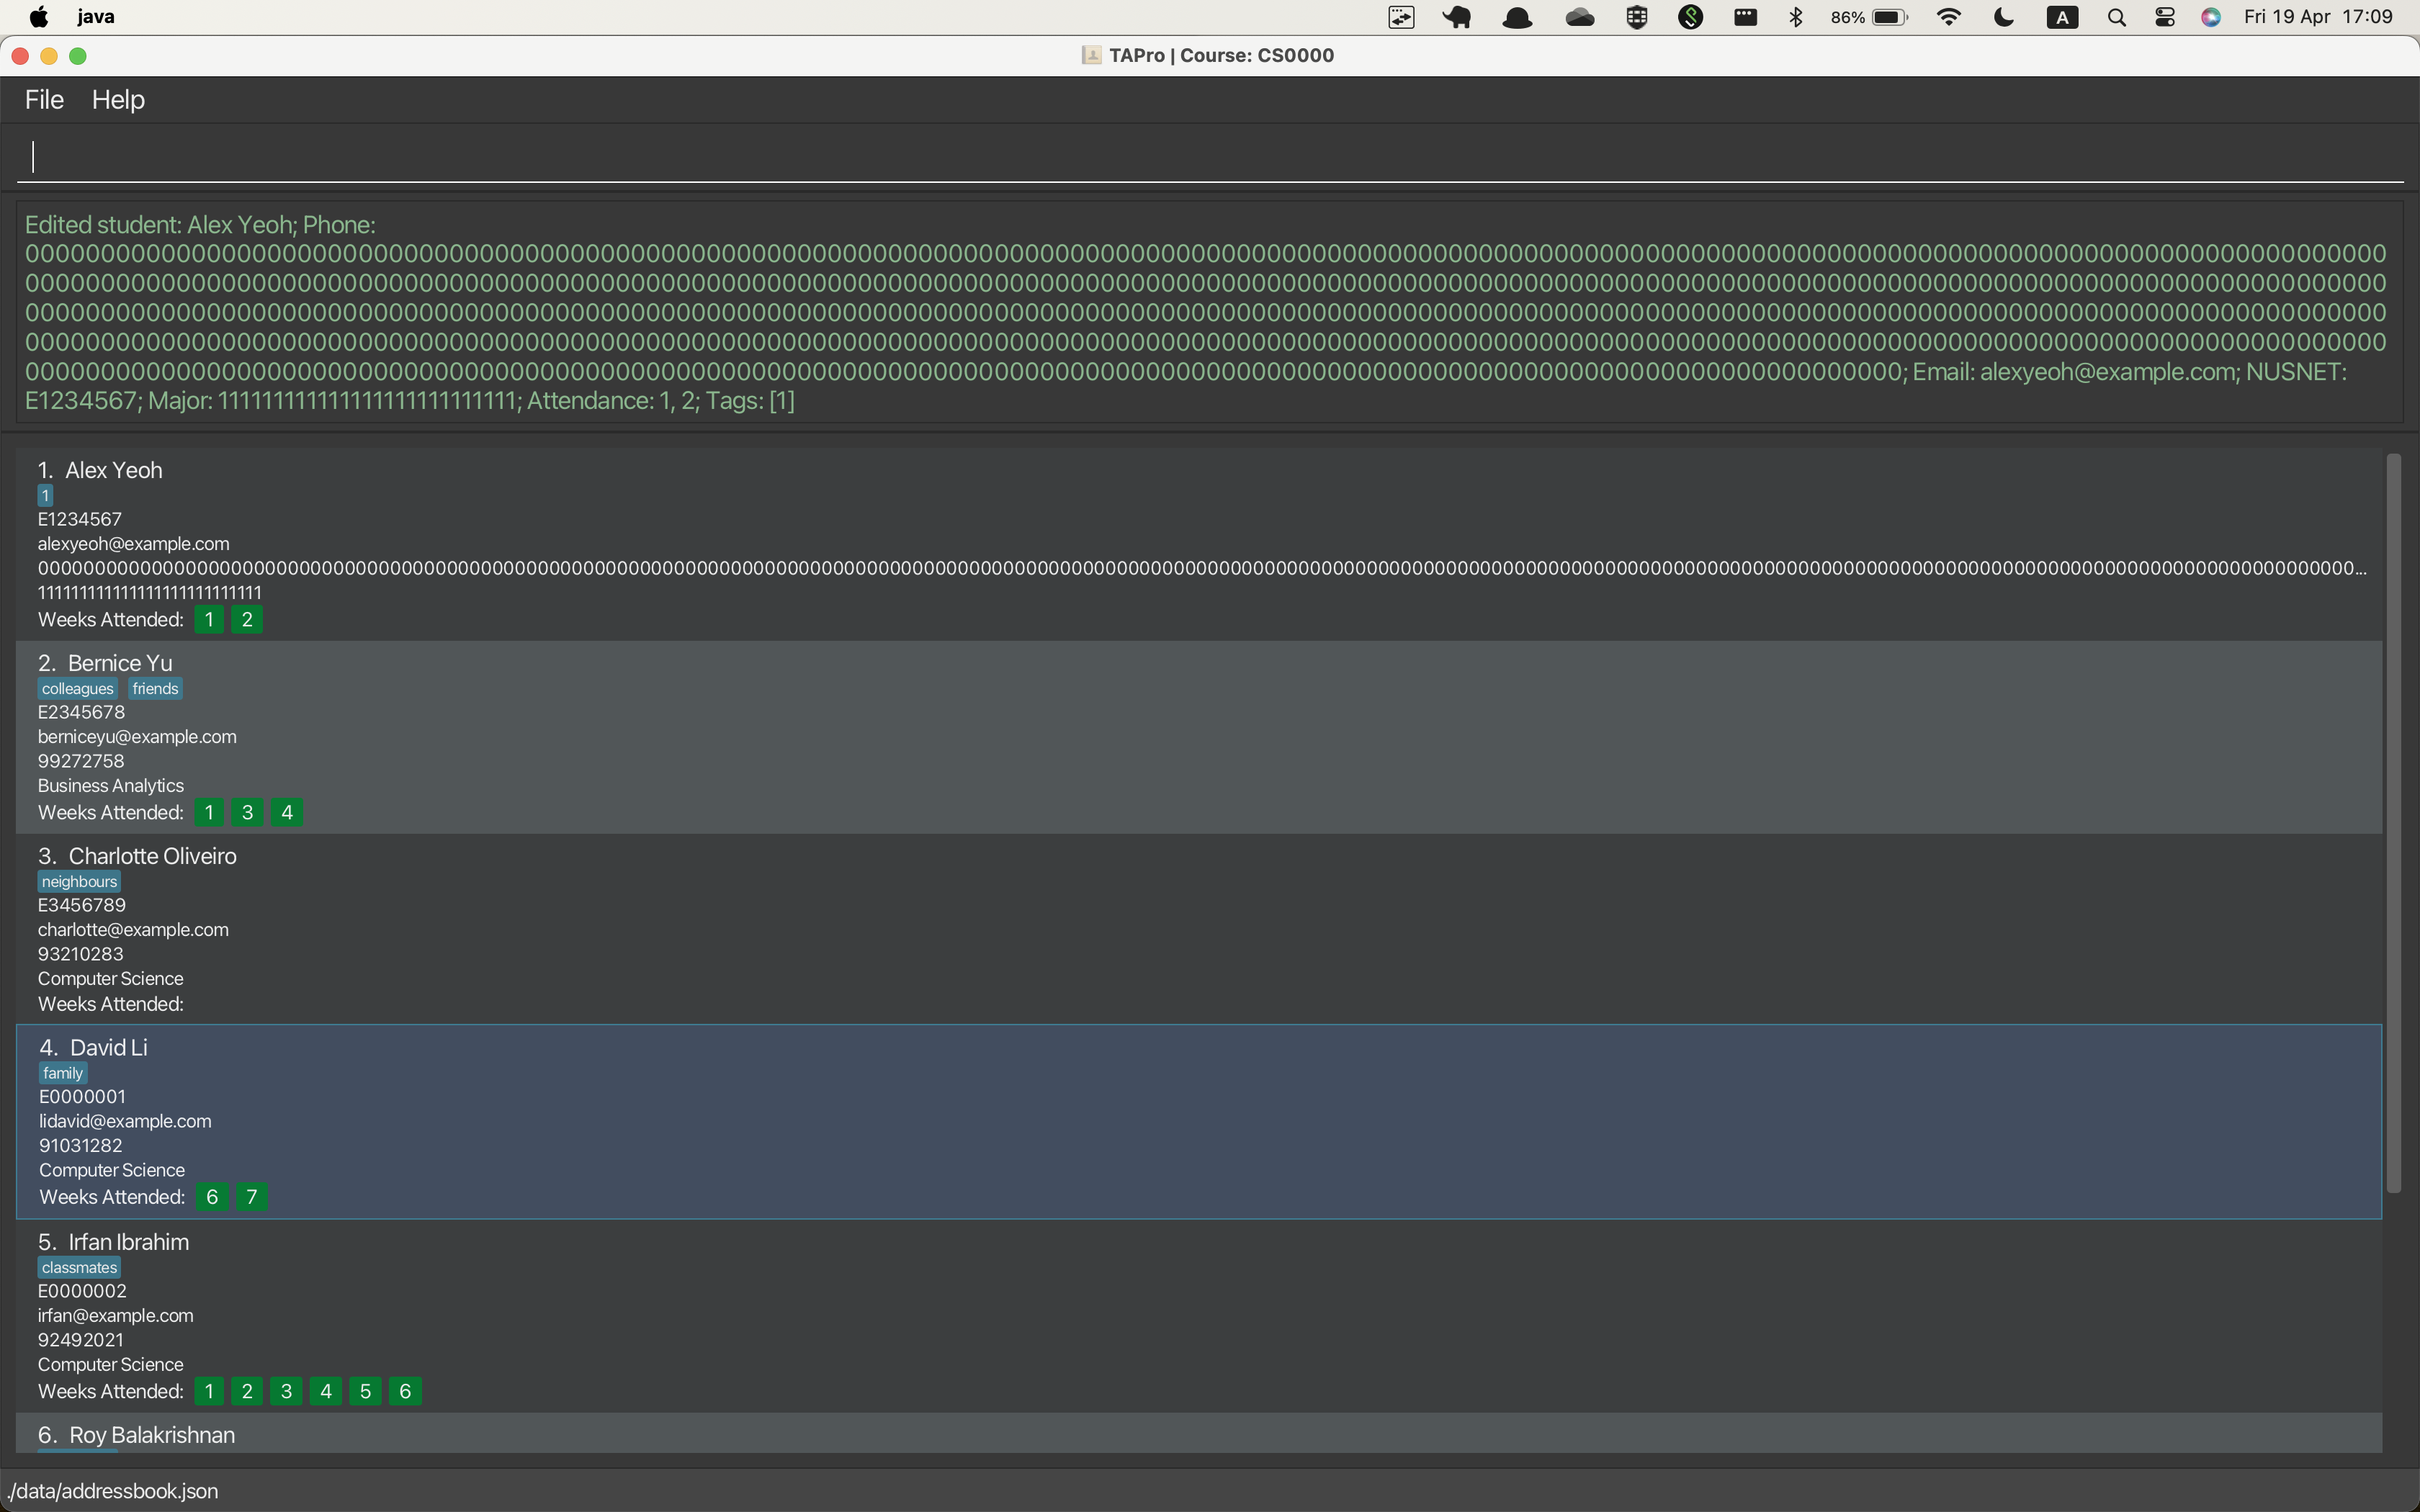 java
86%
A
Fri 19 Apr 17:09
TAPro | Course: CS0000
File Help
Edited student: Alex Yeoh; Phone:
; Email: alexyeoh@example.com; NUSNET:
E1234567; Major: ; Attendance: 1, 2; Tags: [1]
1. Alex Yeoh
1
E1234567
alexyeoh@example.com
Weeks Attended: 1 2
2. Bernice Yu
colleagues friends
E2345678
berniceyu@example.com
99272758
Business Analytics
Weeks Attended: 1 3 4
3. Charlotte Oliveiro
neighbours
E3456789
charlotte@example.com
93210283
Computer Science
Weeks Attended:
4. David Li
family
E0000001
lidavid@example.com
91031282
Computer Science
Weeks Attended: 6 7
5. Irfan Ibrahim
classmates
E0000002
irfan@example.com
92492021
Computer Science
Weeks Attended: 1 2 3 4 5 6
6. Roy Balakrishnan
./data/addressbook.json